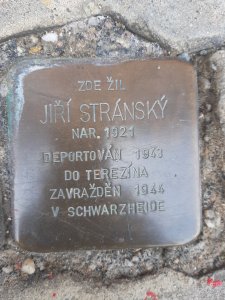 ZDE ŽIL
JIŘÍ STRÁNSKÝ
NAR. 1921
DEPORTOVÁN 1943
DO TEREZÍNA
ZAVRAŽDĚN 1944
V SCHWARZHEIDE